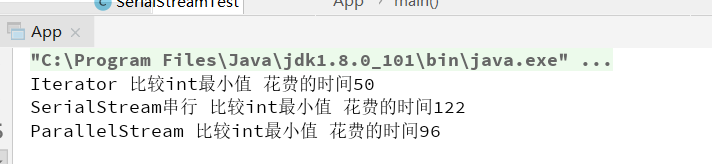 SerialStreamTest
App
main()
App ×
"C:\Program Files\Java\jdk1.8.0_101\bin\java.exe" ...
Iterator 比较int最小值 花费的时间50
SerialStream串行 比较int最小值 花费的时间122
ParallelStream 比较int最小值 花费的时间96